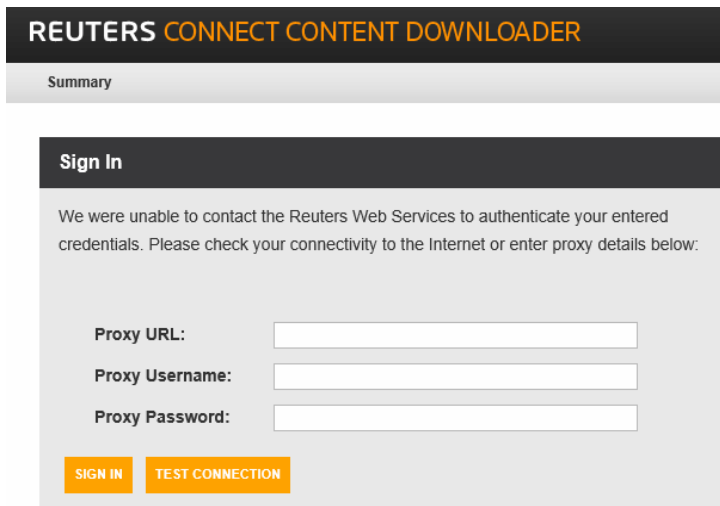 REUTERS CONNECT CONTENT DOWNLOADER
Summary
Sign In
We were unable to contact the Reuters Web Services to authenticate your entered
credentials. Please check your connectivity to the Internet or enter proxy details below:
Proxy URL:
Proxy Username:
Proxy Password:
SIGN IN TEST CONNECTION